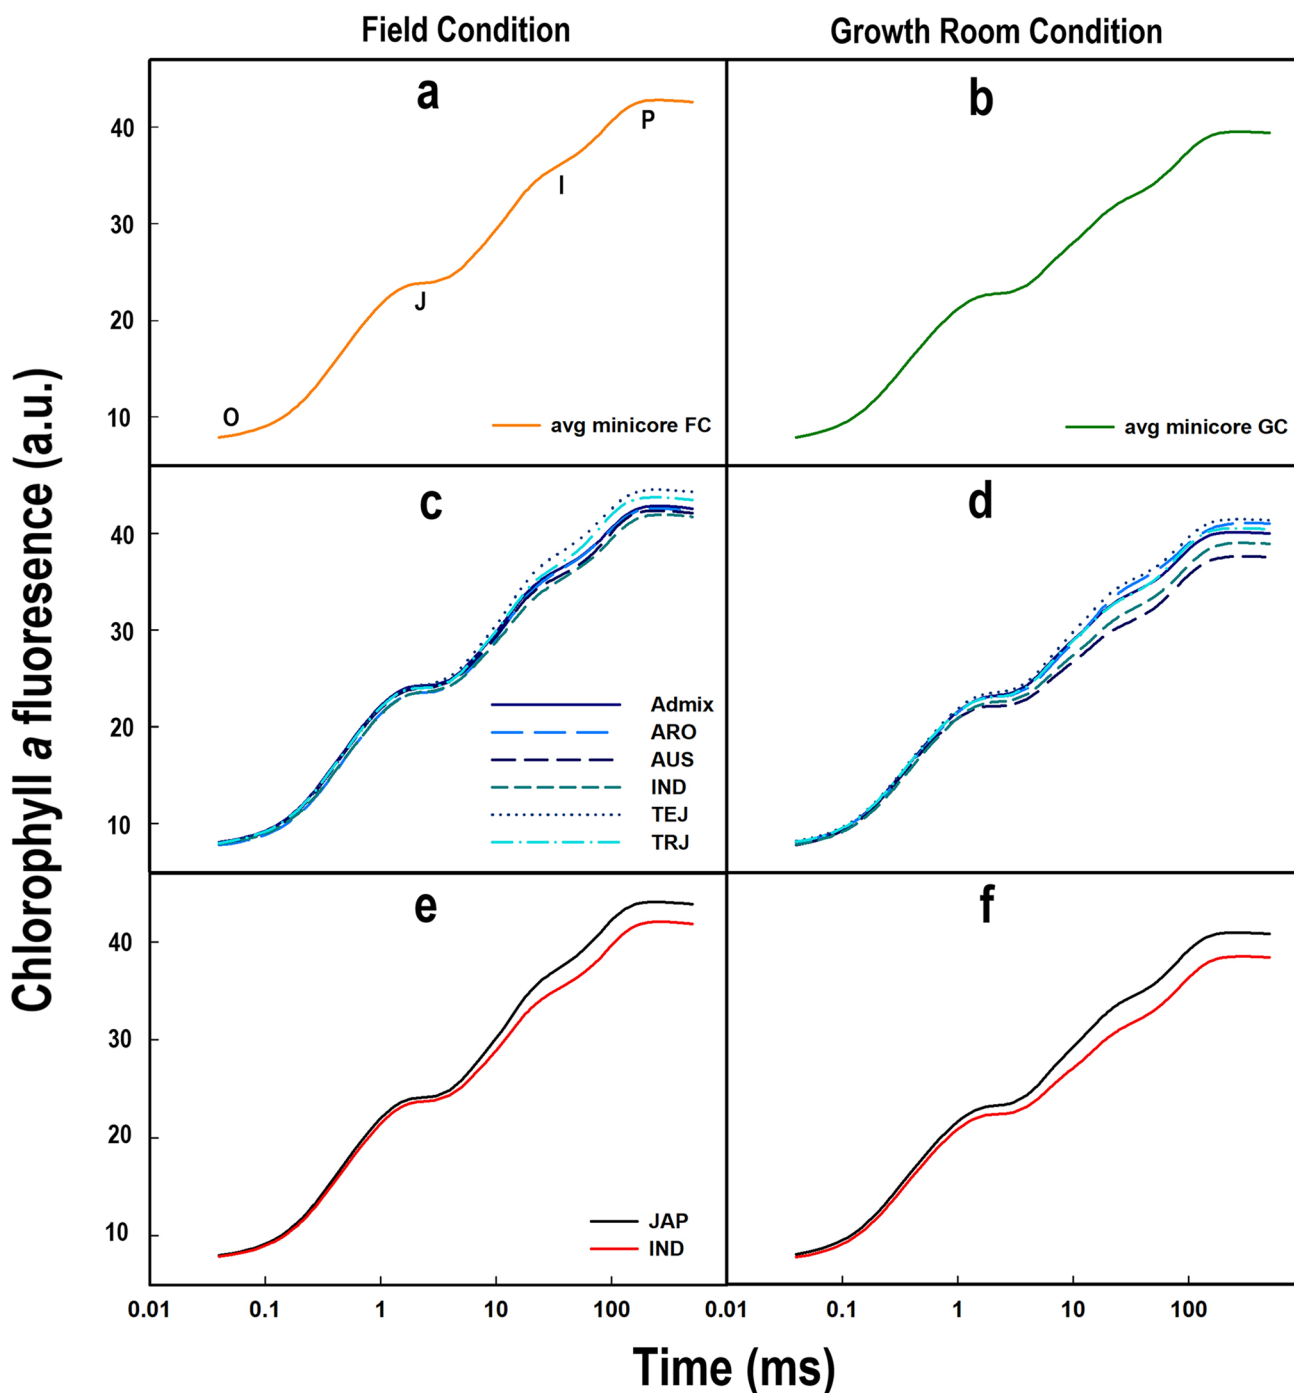 Field Condition
Growth Room Condition
a
b
40
30
20
10
O
J
I
P
avg minicore FC
avg minicore GC
c
d
40
30
20
10
Admix
ARO
AUS
IND
TEJ
TRJ
e
f
40
30
20
10
JAP
IND
0.01
0.1
1
10
100
0.01
0.1
1
10
100
Chlorophyll a fluoresence (a.u.)
Time (ms)